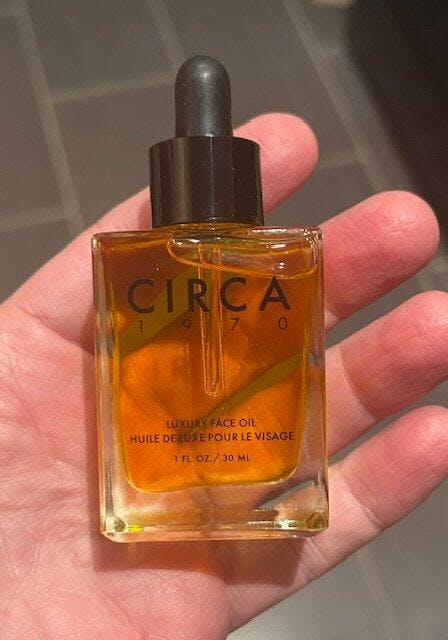 CIRCA
1970
LUXURY FACE OIL
HUILE DE LUXE POUR LE VISAGE
1 FL OZ./ 30 ML